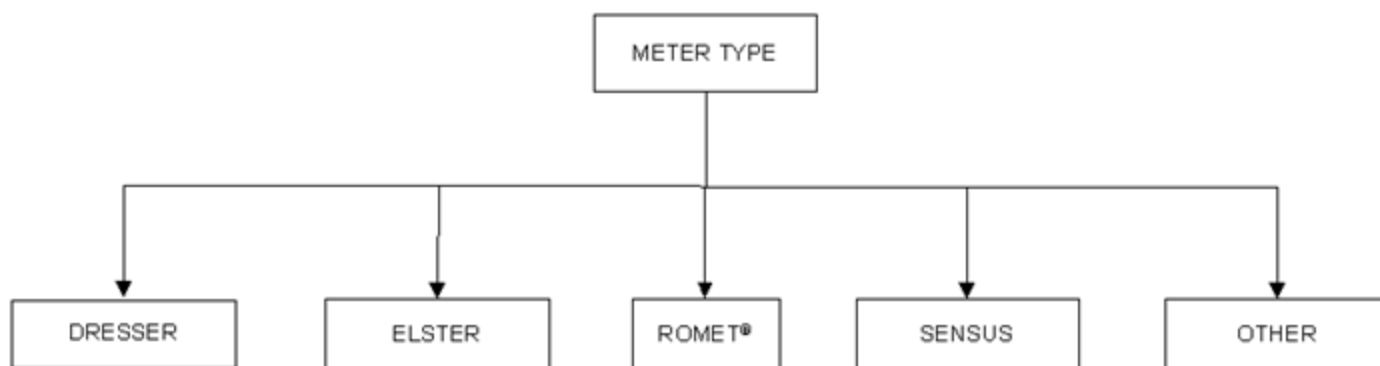 METER TYPE
DRESSER
ELSTER
ROMET®
SENSUS
OTHER